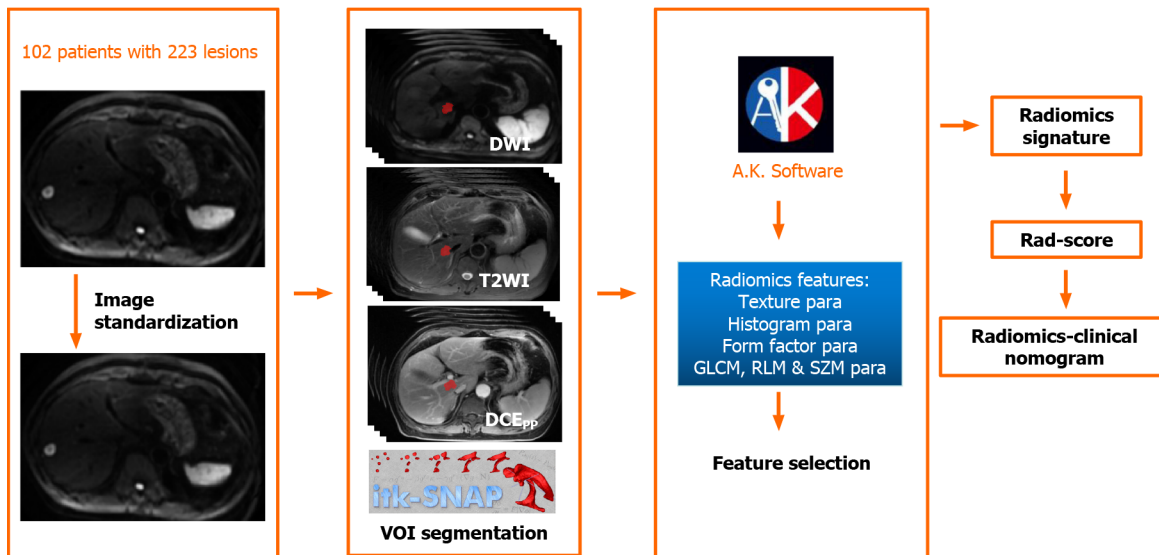 102 patients with 223 lesions
Image
standardization
DWI
T2WI
DCEPP
itk-SNAP
VOI segmentation
AK
A.K. Software
Radiomics features:
Texture para
Histogram para
Form factor para
GLCM, RLM & SZM para
Feature selection
Radiomics
signature
Rad-score
Radiomics-clinical
nomogram